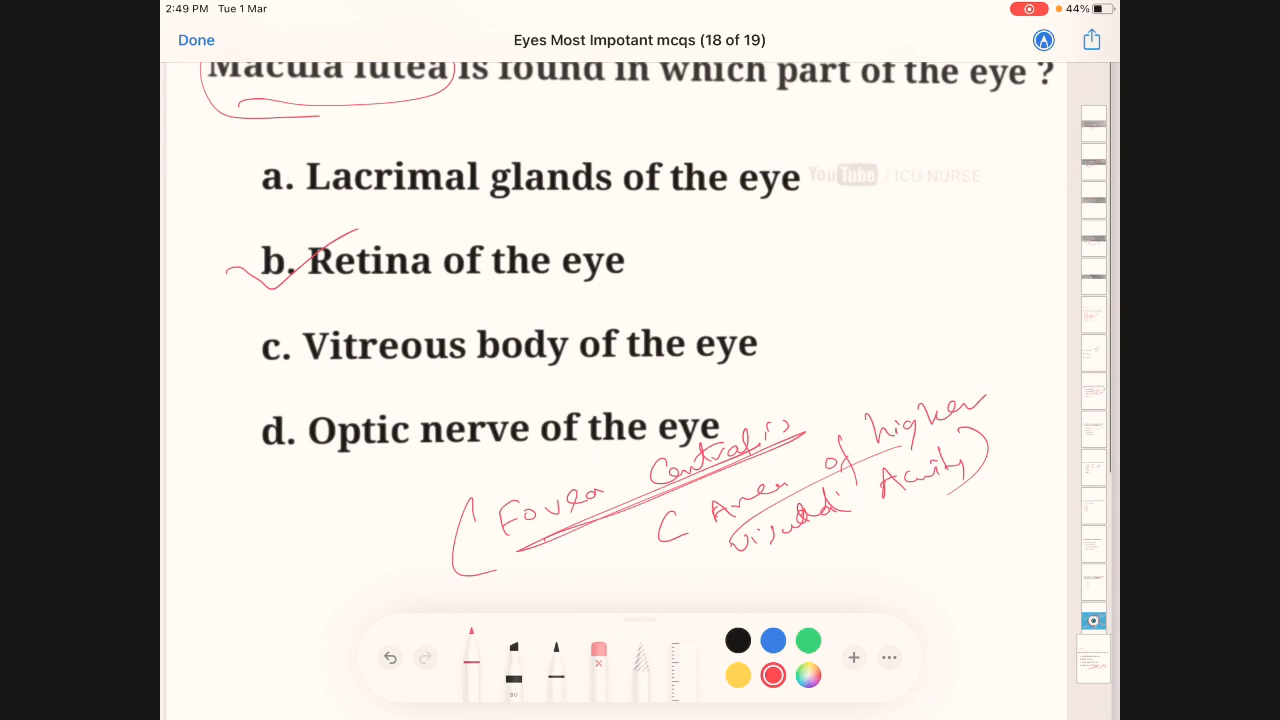 2:49 PM Tue 1 Mar
44%
Done
Eyes Most Impotant mcqs (18 of 19)
Macula lutea is found in which part of the eye ?
a. Lacrimal glands of the eye
YouTube / ICU NURSE
b. Retina of the eye
c. Vitreous body of the eye
d. Optic nerve of the eye
Fovea Centralis
( Area of higher
Visual Acuity)
80